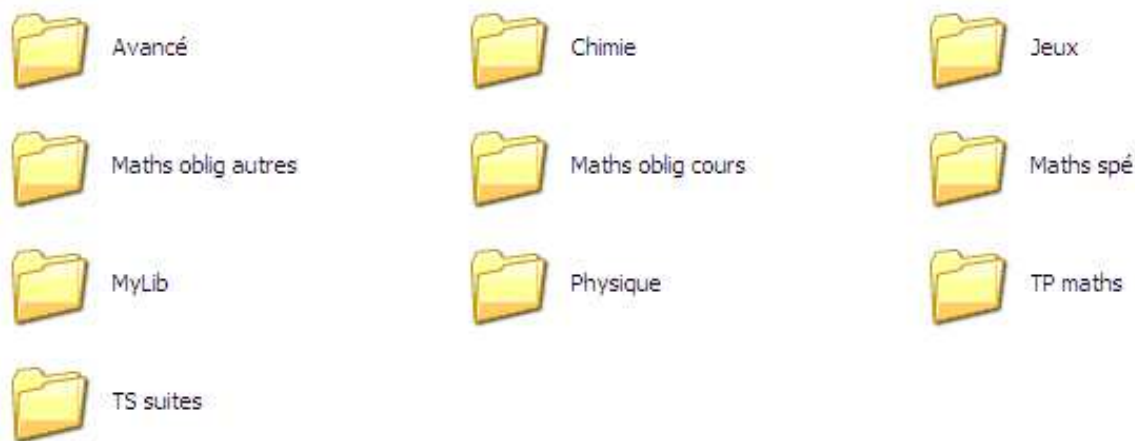 Avancé
Chimie
Jeux
Maths oblig autres
Maths oblig cours
Maths spé
MyLib
Physique
TP maths
TS suites